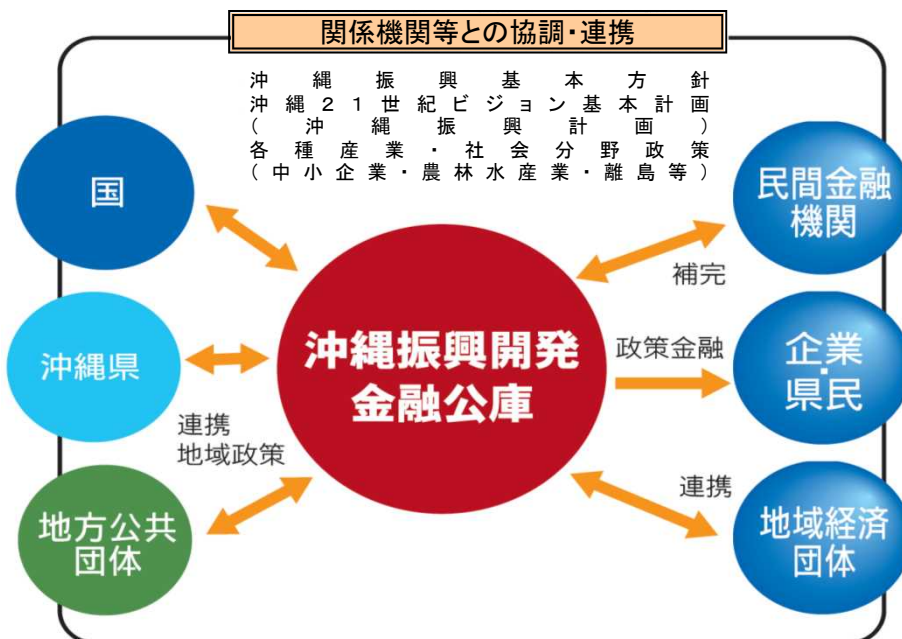 関係機関等との協調・連携
沖縄振興基本方針
沖縄21世紀ビジョン基本計画
(沖縄振興計画)
各種産業・社会分野政策
(中小企業・農林水産業・離島等)
国
沖縄県
連携
地域政策
地方公共
団体
沖縄振興開発
金融公庫
民間金融
機関
補完
政策金融
企業
・
県民
連携
地域経済
団体